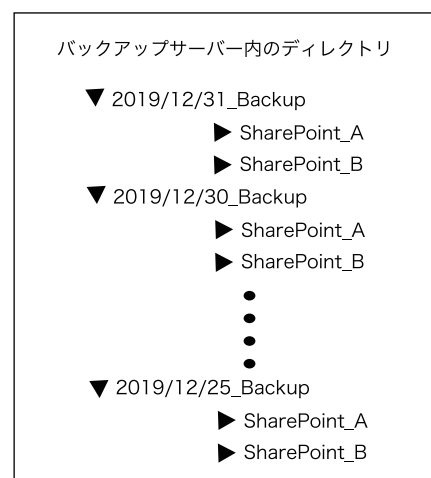 バックアップサーバー内のディレクトリ
2019/12/31_Backup
SharePoint_A
SharePoint_B
2019/12/30_Backup
SharePoint_A
SharePoint_B
2019/12/25_Backup
SharePoint_A
SharePoint_B